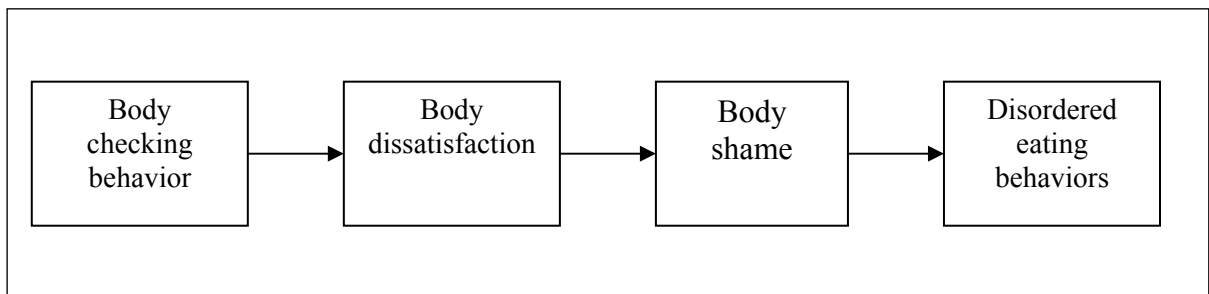 Body
checking
behavior
Body
dissatisfaction
Body
shame
Disordered
eating
behaviors